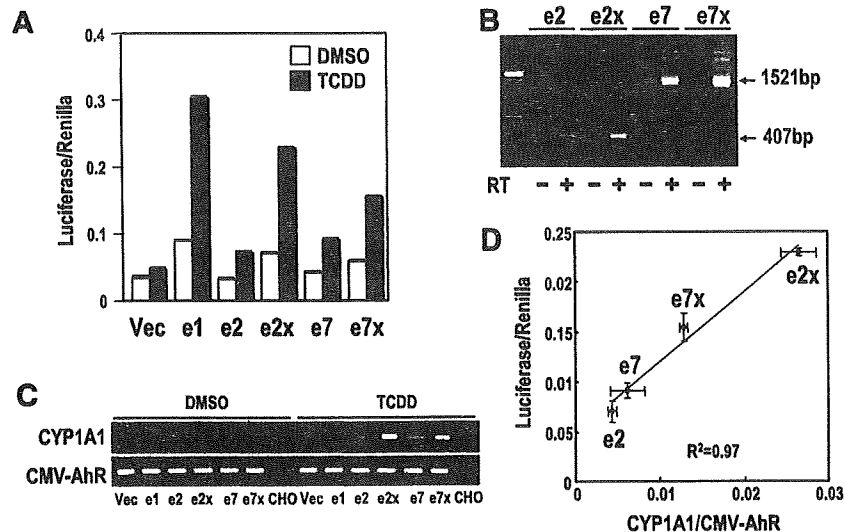 A
0.4
0.3
0.2
0.1
0
Luciferase/Renilla
DMSO
TCDD
Vec e1 e2 e2x e7 e7x
B
e2 e2x e7 e7x
1521bp
407bp
RT - + - + - + - +
C
DMSO TCDD
CYP1A1
CMV-AhR
Vec e1 e2 e2x e7 e7x CHO Vec e1 e2 e2x e7 e7x CHO
D
0.25
0.02
0.15
0.01
0.05
Luciferase/Renilla
e2x
e7x
e7
e2
R²=0.97
0 0.01 0.02 0.03
CYP1A1/CMV-AhR